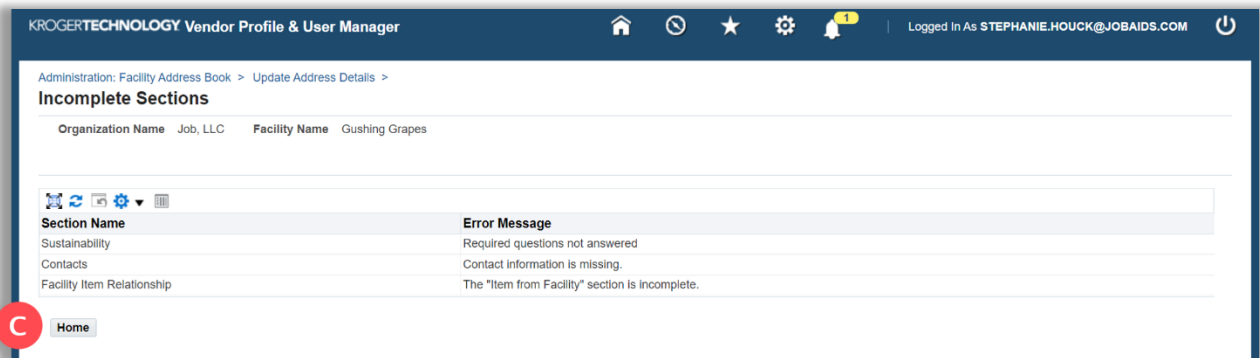 KROGERTECHNOLOGY. Vendor Profile & User Manager 1 | Logged In As STEPHANIE.HOUCK@JOBAIDS.COM
Administration: Facility Address Book > Update Address Details >
Incomplete Sections
Organization Name Job, LLC Facility Name Gushing Grapes
Section Name Error Message
Sustainability Required questions not answered
Contacts Contact information is missing.
Facility Item Relationship The "Item from Facility" section is incomplete.
C Home